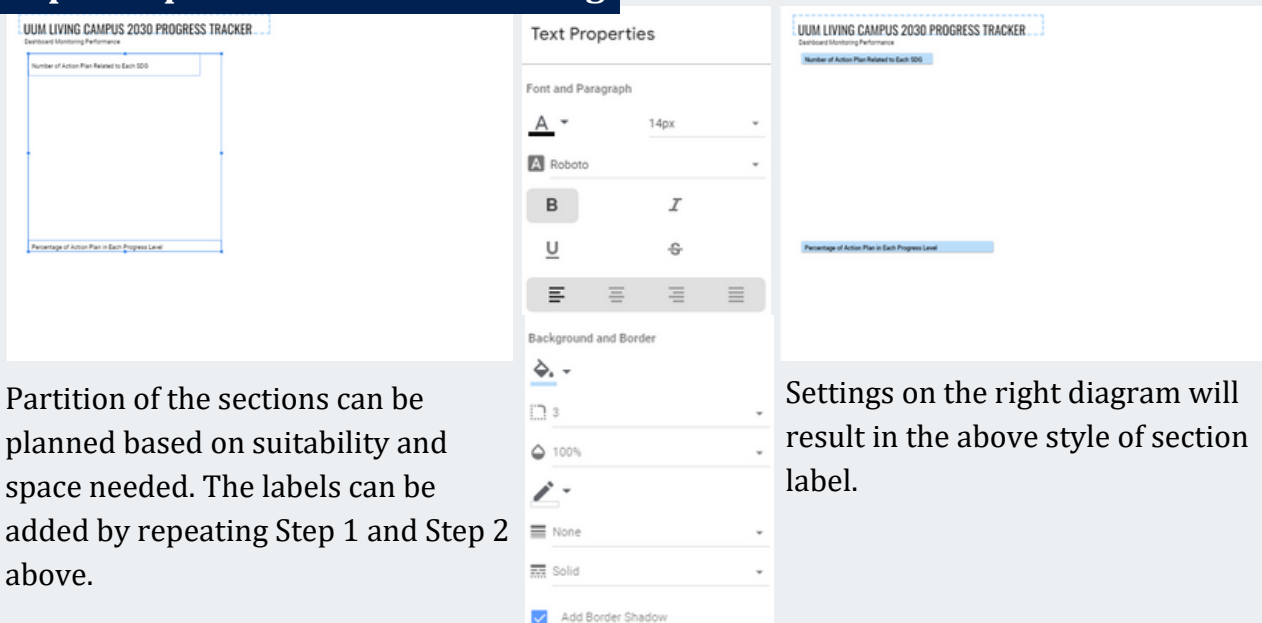 UUM LIVING CAMPUS 2030 PROGRESS TRACKER
Dashboard Monitoring Performance
Number of Action Plan Related to Each SDG
Percentage of Action Plan in Each Progress Level
Partition of the sections can be
planned based on suitability and
space needed. The labels can be
added by repeating Step 1 and Step 2
above.
Text Properties
Font and Paragraph
A
14px
A Roboto
B
I
U
S
Background and Border
3
100%
None
Solid
Add Border Shadow
UUM LIVING CAMPUS 2030 PROGRESS TRACKER
Dashboard Monitoring Performance
Number of Action Plan Related to Each SDG
Percentage of Action Plan in Each Progress Level
Settings on the right diagram will
result in the above style of section
label.